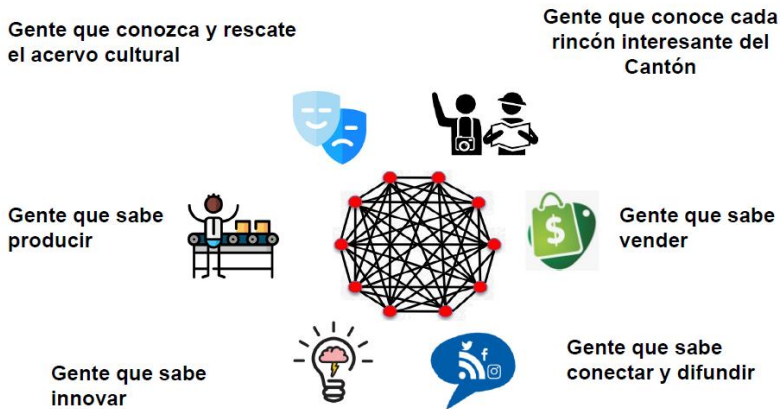 Gente que conozca y rescate
el acervo cultural
Gente que conoce cada
rincón interesante del
Cantón
Gente que sabe
producir
$
Gente que sabe
vender
Gente que sabe
innovar
f
Gente que sabe
conectar y difundir